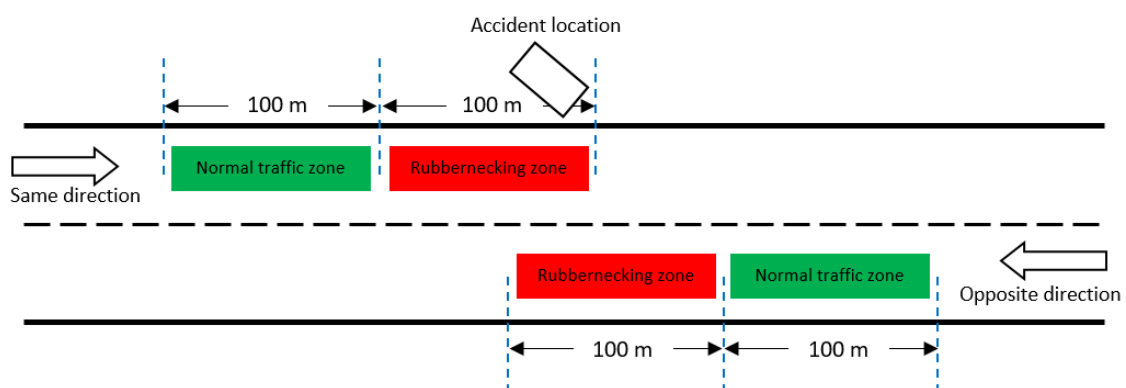 Accident location
100 m
100 m
Normal traffic zone
Rubbernecking zone
Same direction
Rubbernecking zone
Normal traffic zone
Opposite direction
100 m
100 m